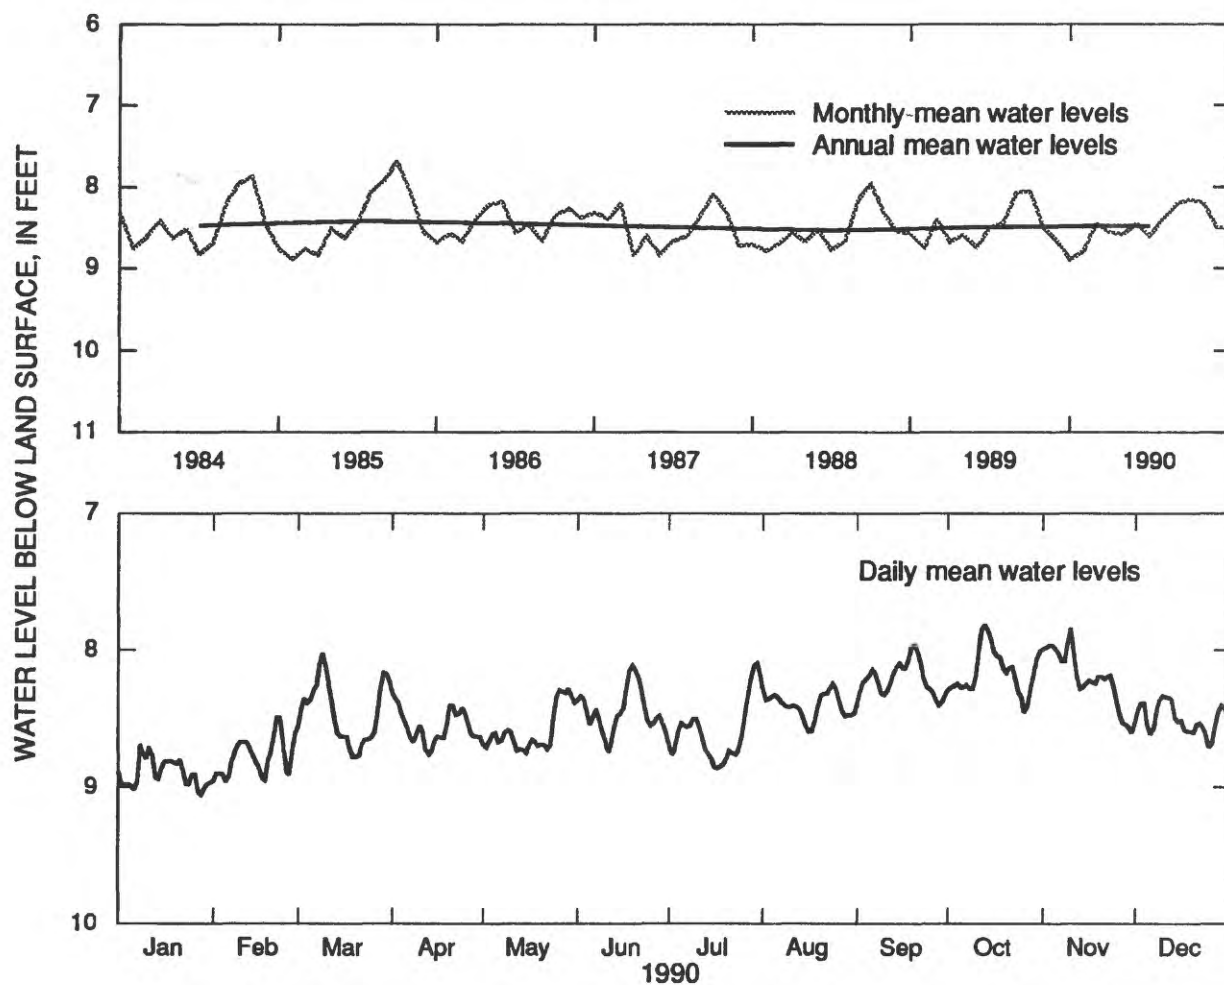 WATER LEVEL BELOW LAND SURFACE, IN FEET
6
7
8
9
10
11
Monthly-mean water levels
Annual mean water levels
1984 1985 1986 1987 1988 1989 1990
7
8
9
10
Daily mean water levels
Jan Feb Mar Apr May Jun Jul Aug Sep Oct Nov Dec
1990